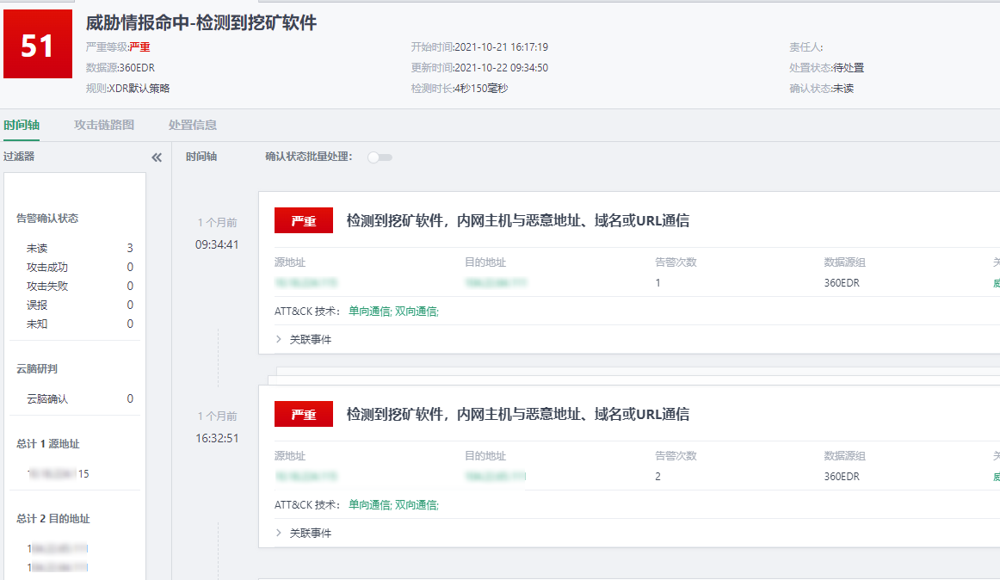 51
威胁情报命中-检测到挖矿软件
严重等级:严重 开始时间:2021-10-21 16:17:19 责任人:
数据源:360EDR 更新时间:2021-10-22 09:34:50 处置状态:待处置
规则:XDR默认策略 检测时长:4秒150毫秒 确认状态:未读
时间轴 攻击链路图 处置信息
过滤器
告警确认状态
未读 3
攻击成功 0
攻击失败 0
误报 0
未知 0
云脑研判
云脑确认 0
总计 1 源地址
15
总计 2 目的地址
时间轴 确认状态批量处理:
1 个月前
09:34:41
严重 检测到挖矿软件，内网主机与恶意地址、域名或URL通信
源地址 目的地址 告警次数 数据源组
1 360EDR
ATT&CK 技术: 单向通信; 双向通信;
关联事件
1 个月前
16:32:51
严重 检测到挖矿软件，内网主机与恶意地址、域名或URL通信
源地址 目的地址 告警次数 数据源组
2 360EDR
ATT&CK 技术: 单向通信; 双向通信;
关联事件